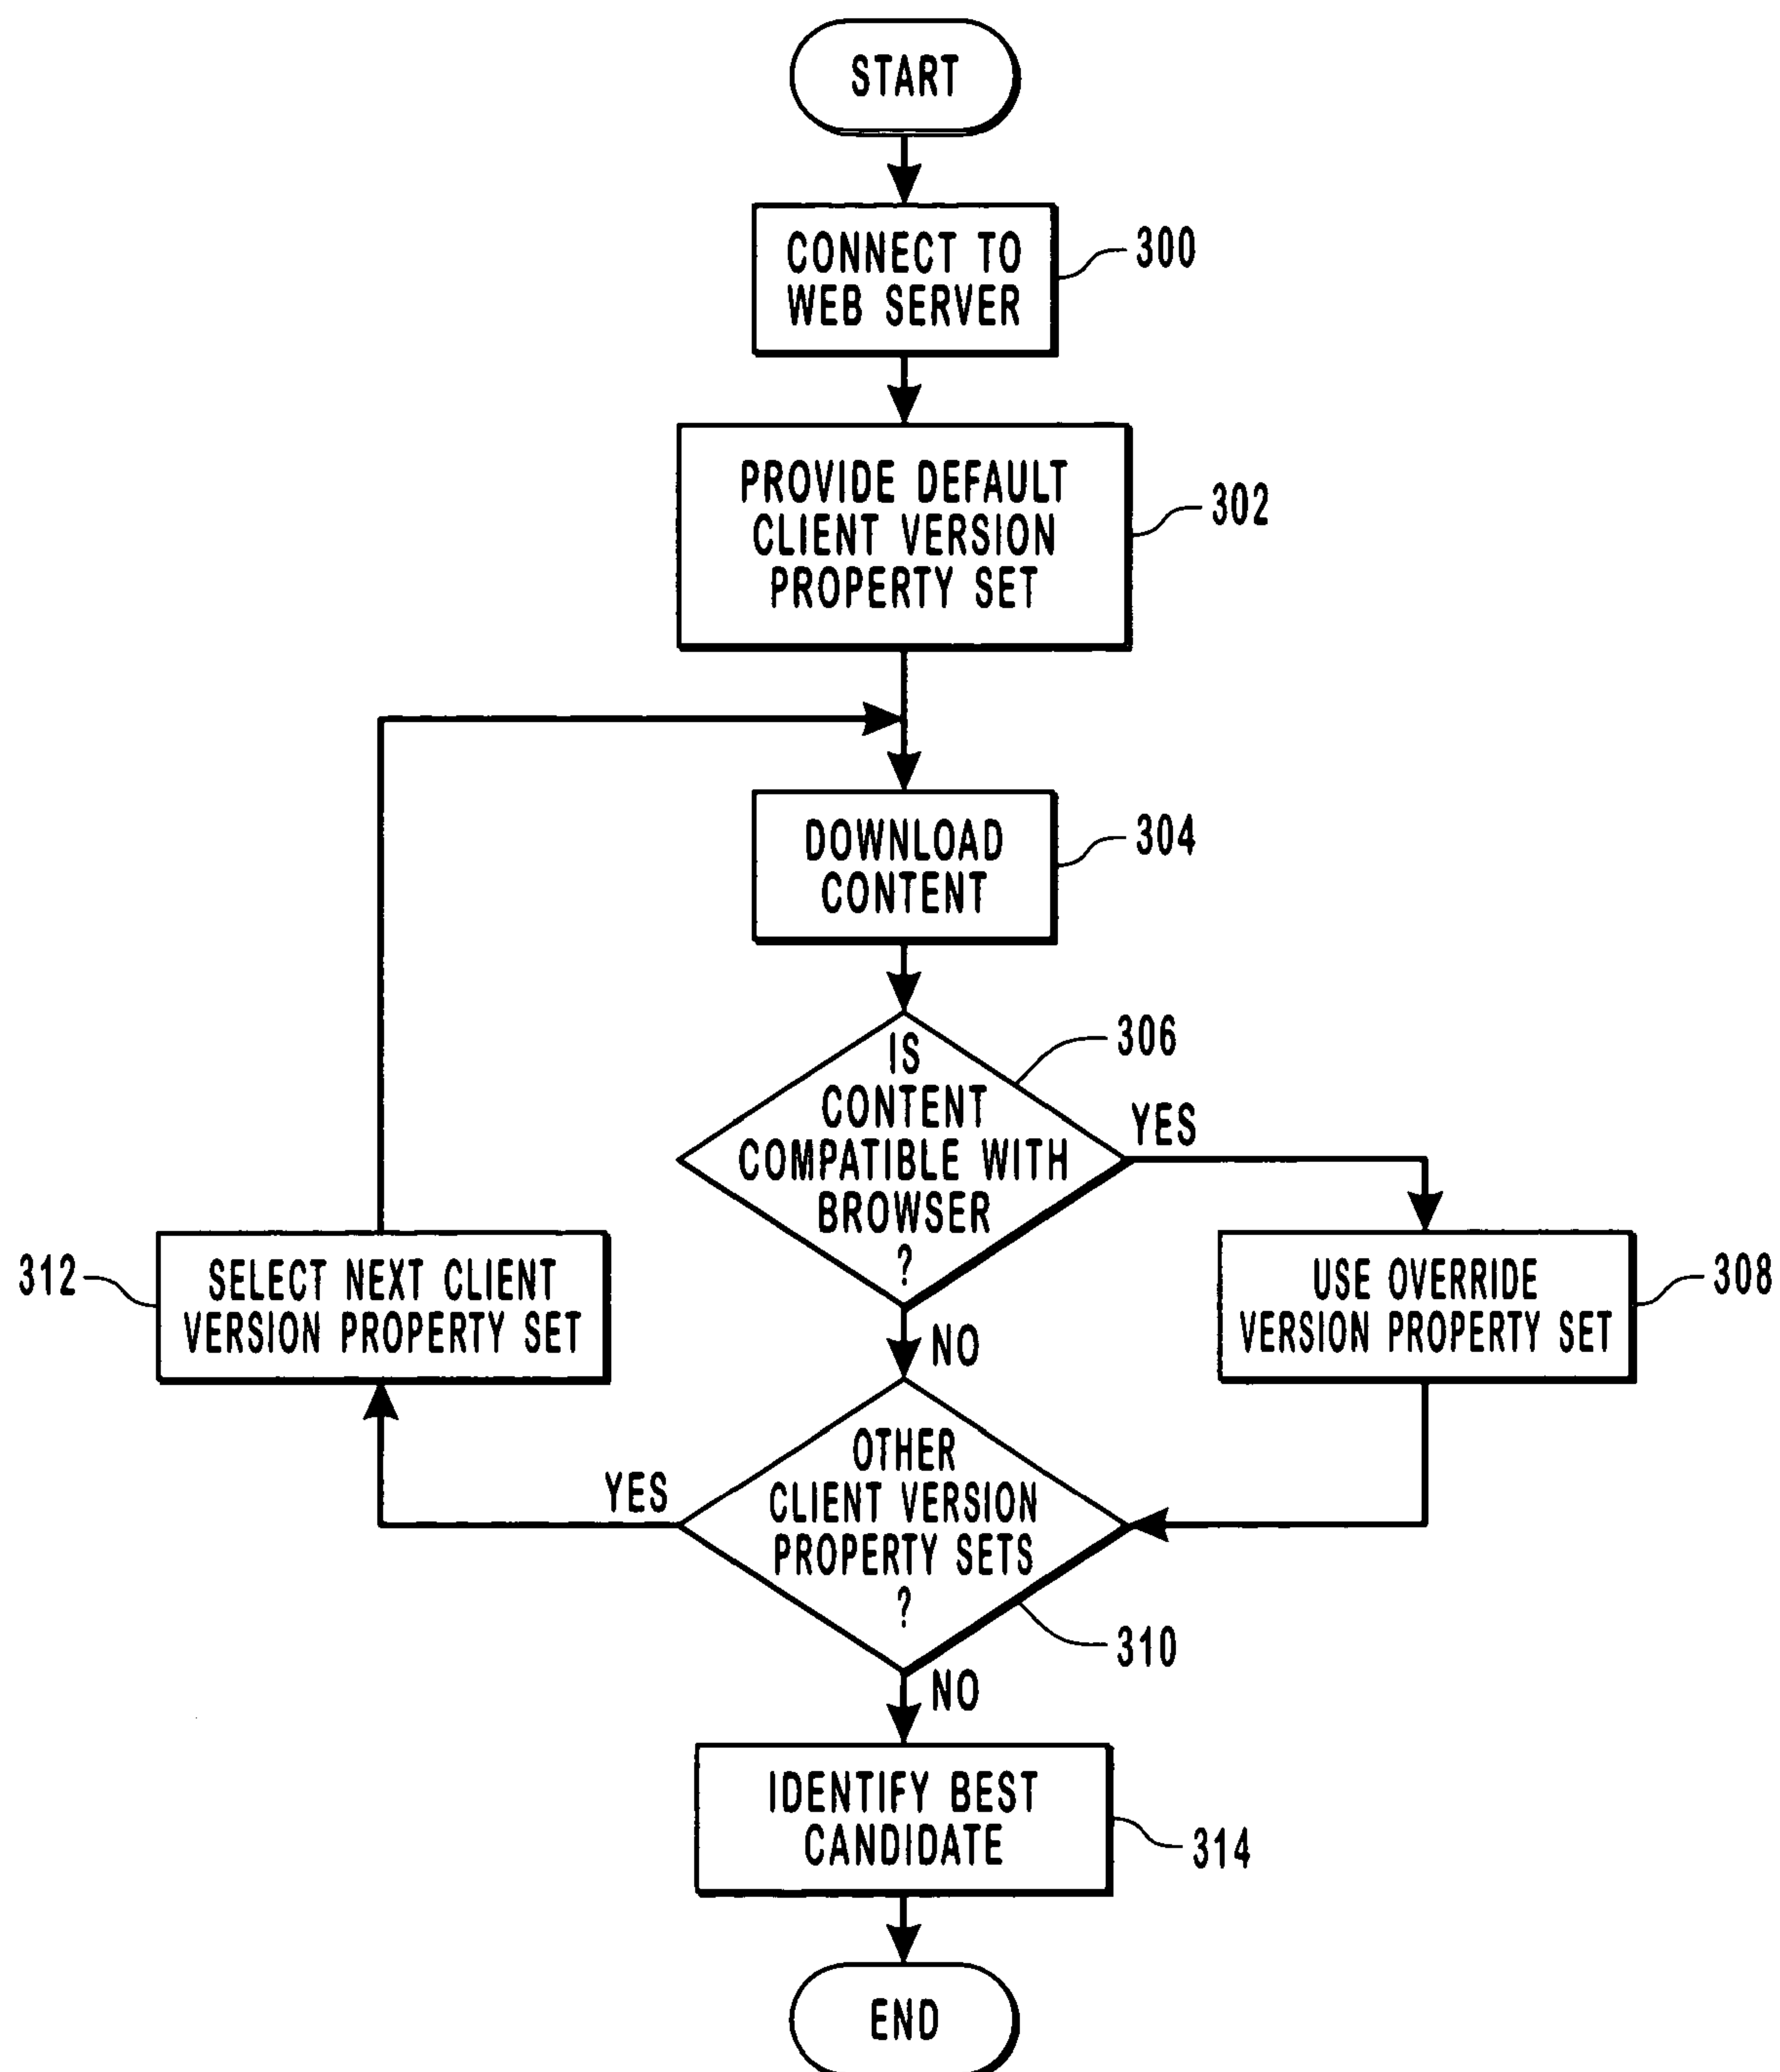 START
CONNECT TO
WEB SERVER
300
PROVIDE DEFAULT
CLIENT VERSION
PROPERTY SET
302
DOWNLOAD
CONTENT
304
IS
CONTENT
COMPATIBLE WITH
BROWSER
?
306
YES
NO
312
SELECT NEXT CLIENT
VERSION PROPERTY SET
USE OVERRIDE
VERSION PROPERTY SET
308
OTHER
CLIENT VERSION
PROPERTY SETS
?
YES
310
NO
IDENTIFY BEST
CANDIDATE
314
END